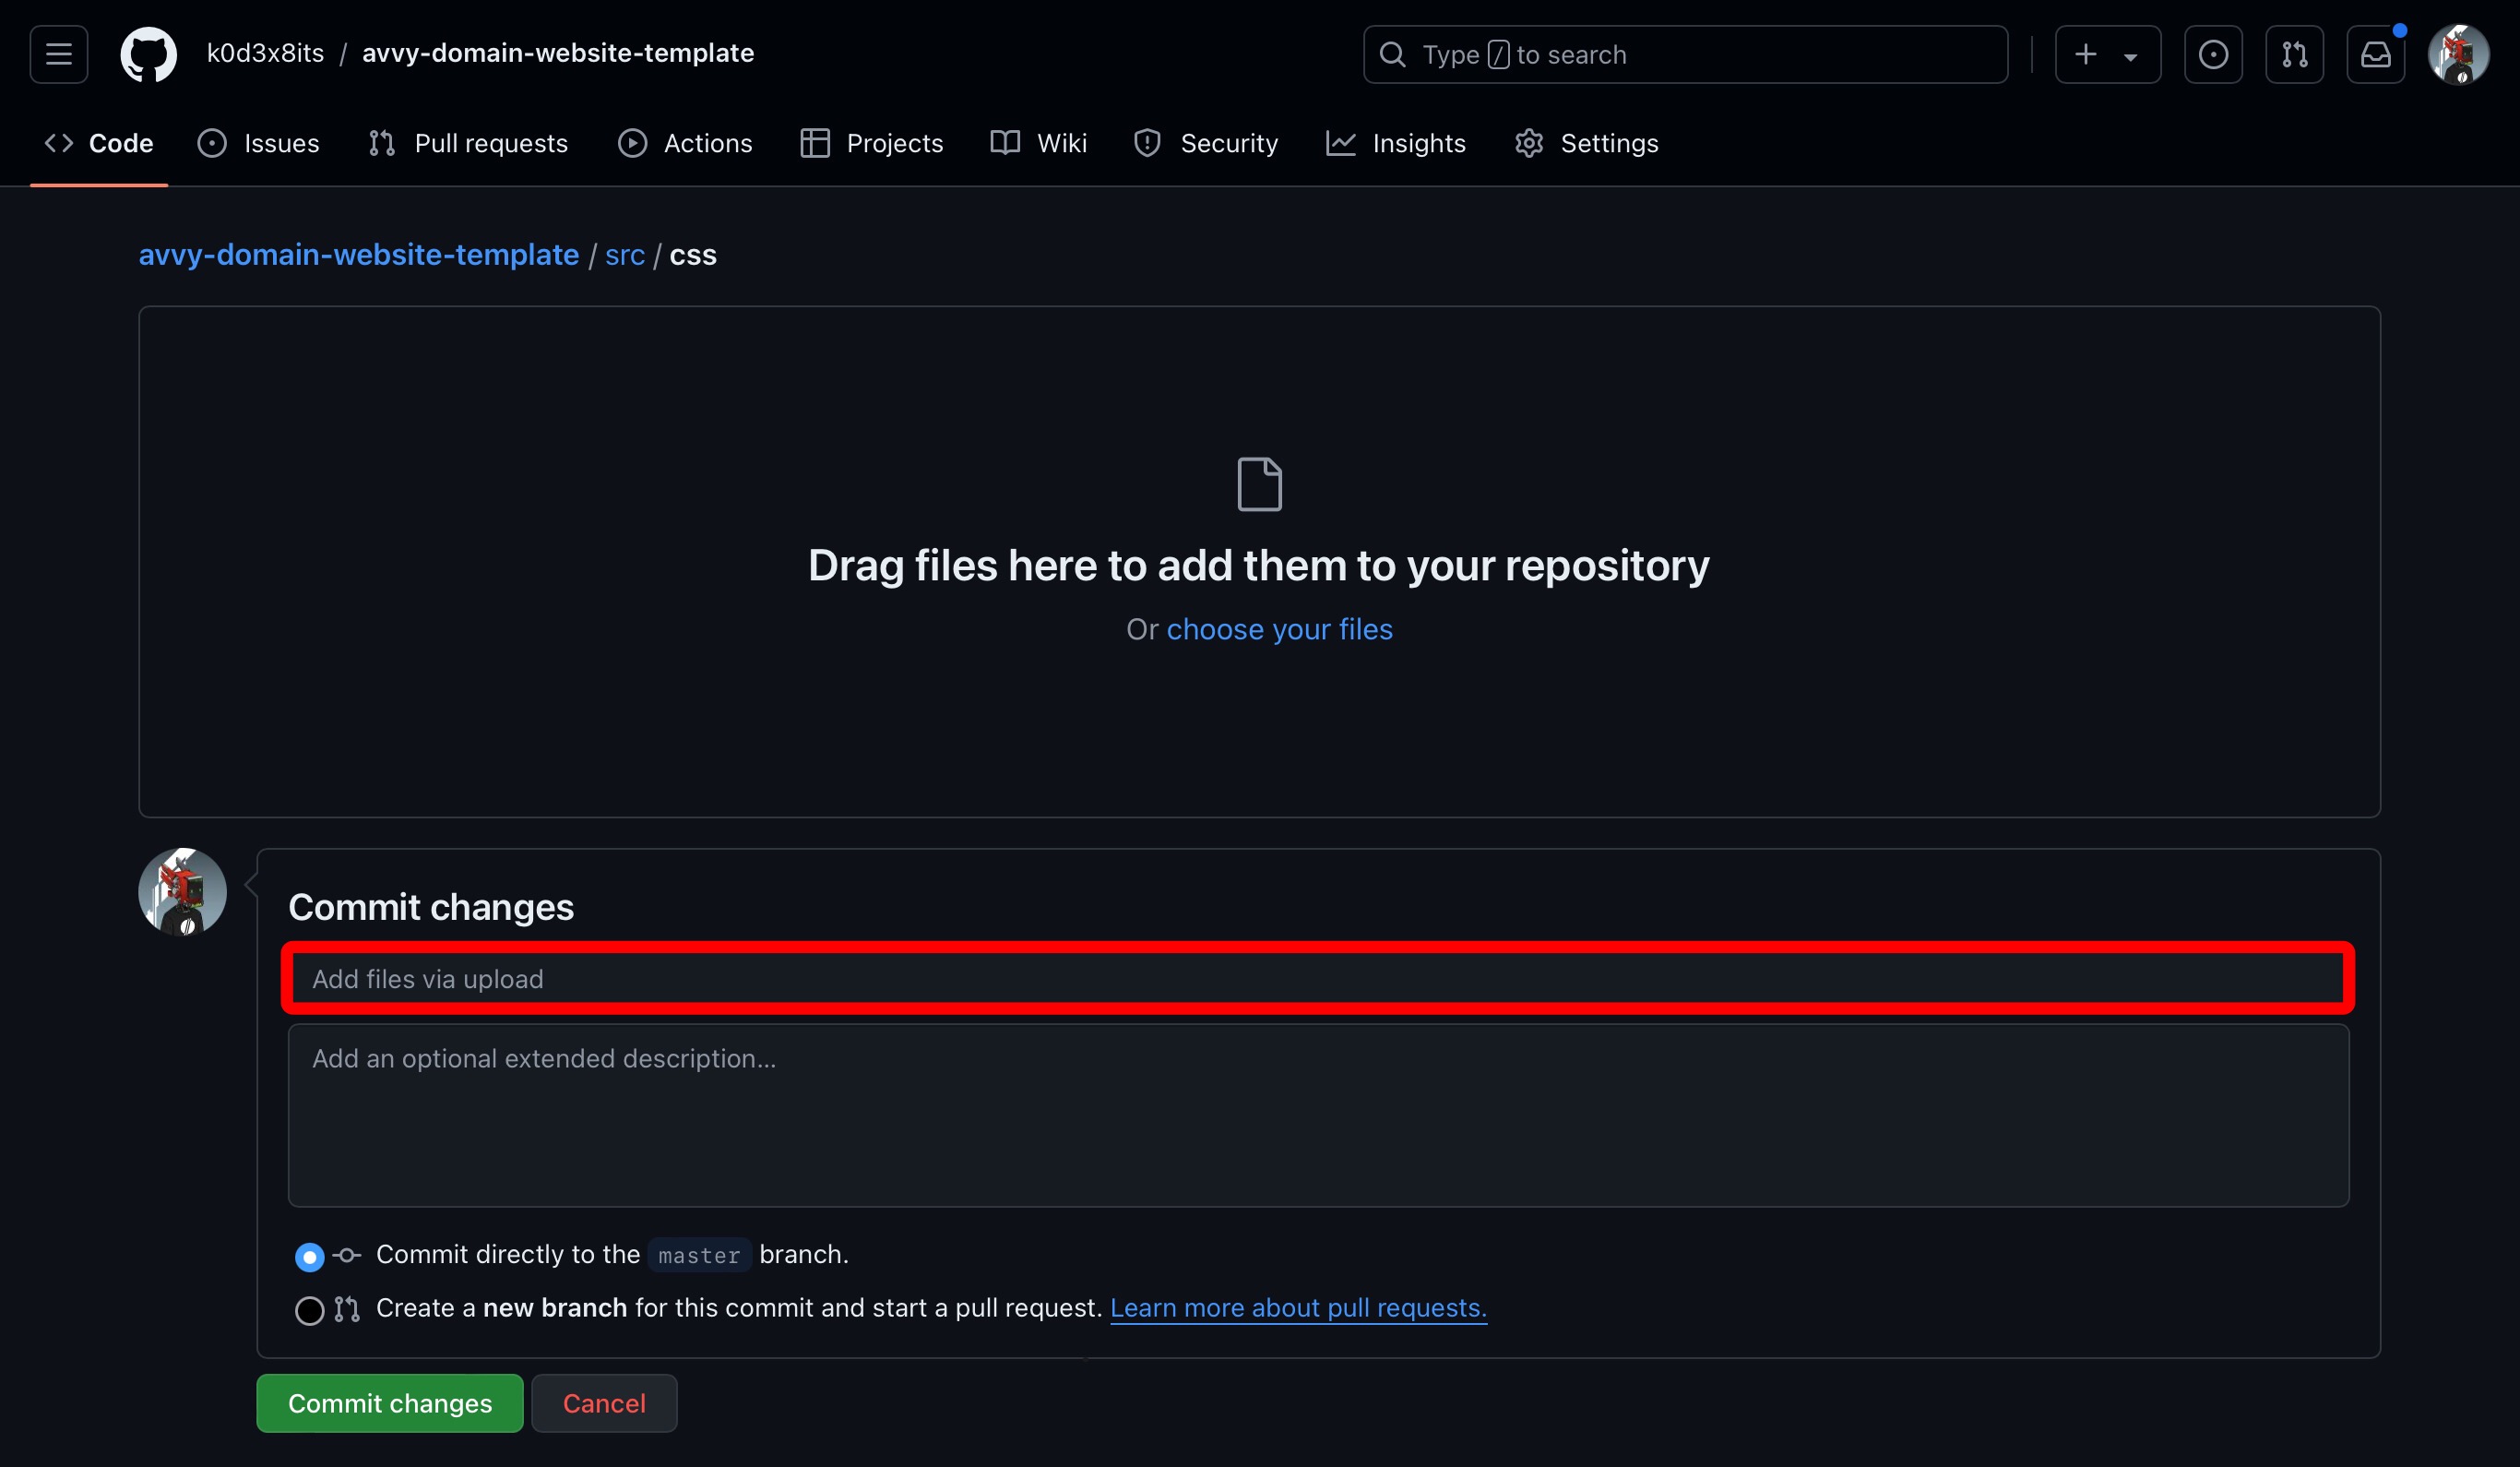 k0d3x8its / avvy-domain-website-template
Type / to search
Code Issues Pull requests Actions Projects Wiki Security Insights Settings
avvy-domain-website-template / src / css
Drag files here to add them to your repository
Or choose your files
Commit changes
Add files via upload
Add an optional extended description...
Commit directly to the master branch.
Create a new branch for this commit and start a pull request. Learn more about pull requests.
Commit changes Cancel